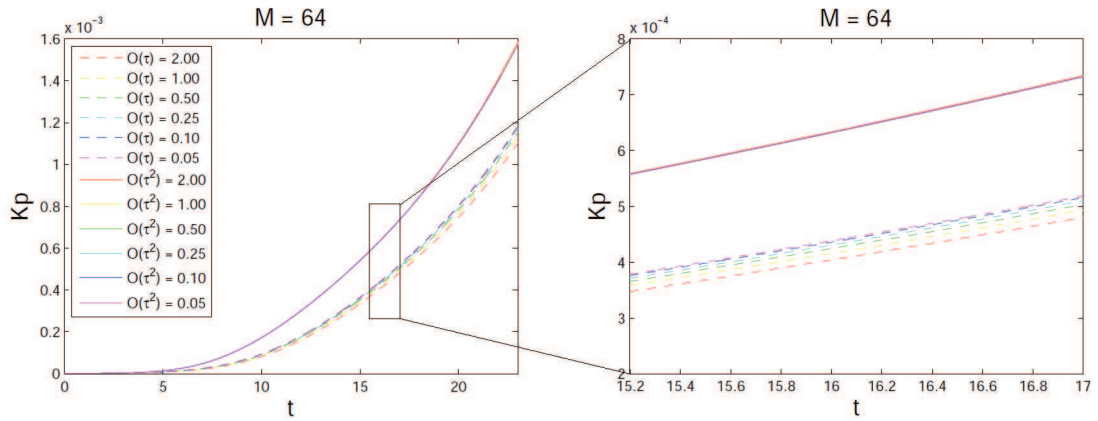 M = 64
x 10⁻³
1.6
1.4
1.2
1
0.8
0.6
0.4
0.2
0
Kp
O(τ) = 2.00
O(τ) = 1.00
O(τ) = 0.50
O(τ) = 0.25
O(τ) = 0.10
O(τ) = 0.05
O(τ²) = 2.00
O(τ²) = 1.00
O(τ²) = 0.50
O(τ²) = 0.25
O(τ²) = 0.10
O(τ²) = 0.05
0 5 10 15 20
t
M = 64
x 10⁻⁴
8
7
6
5
4
3
2
Kp
15.2 15.4 15.6 15.8 16 16.2 16.4 16.6 16.8 17
t